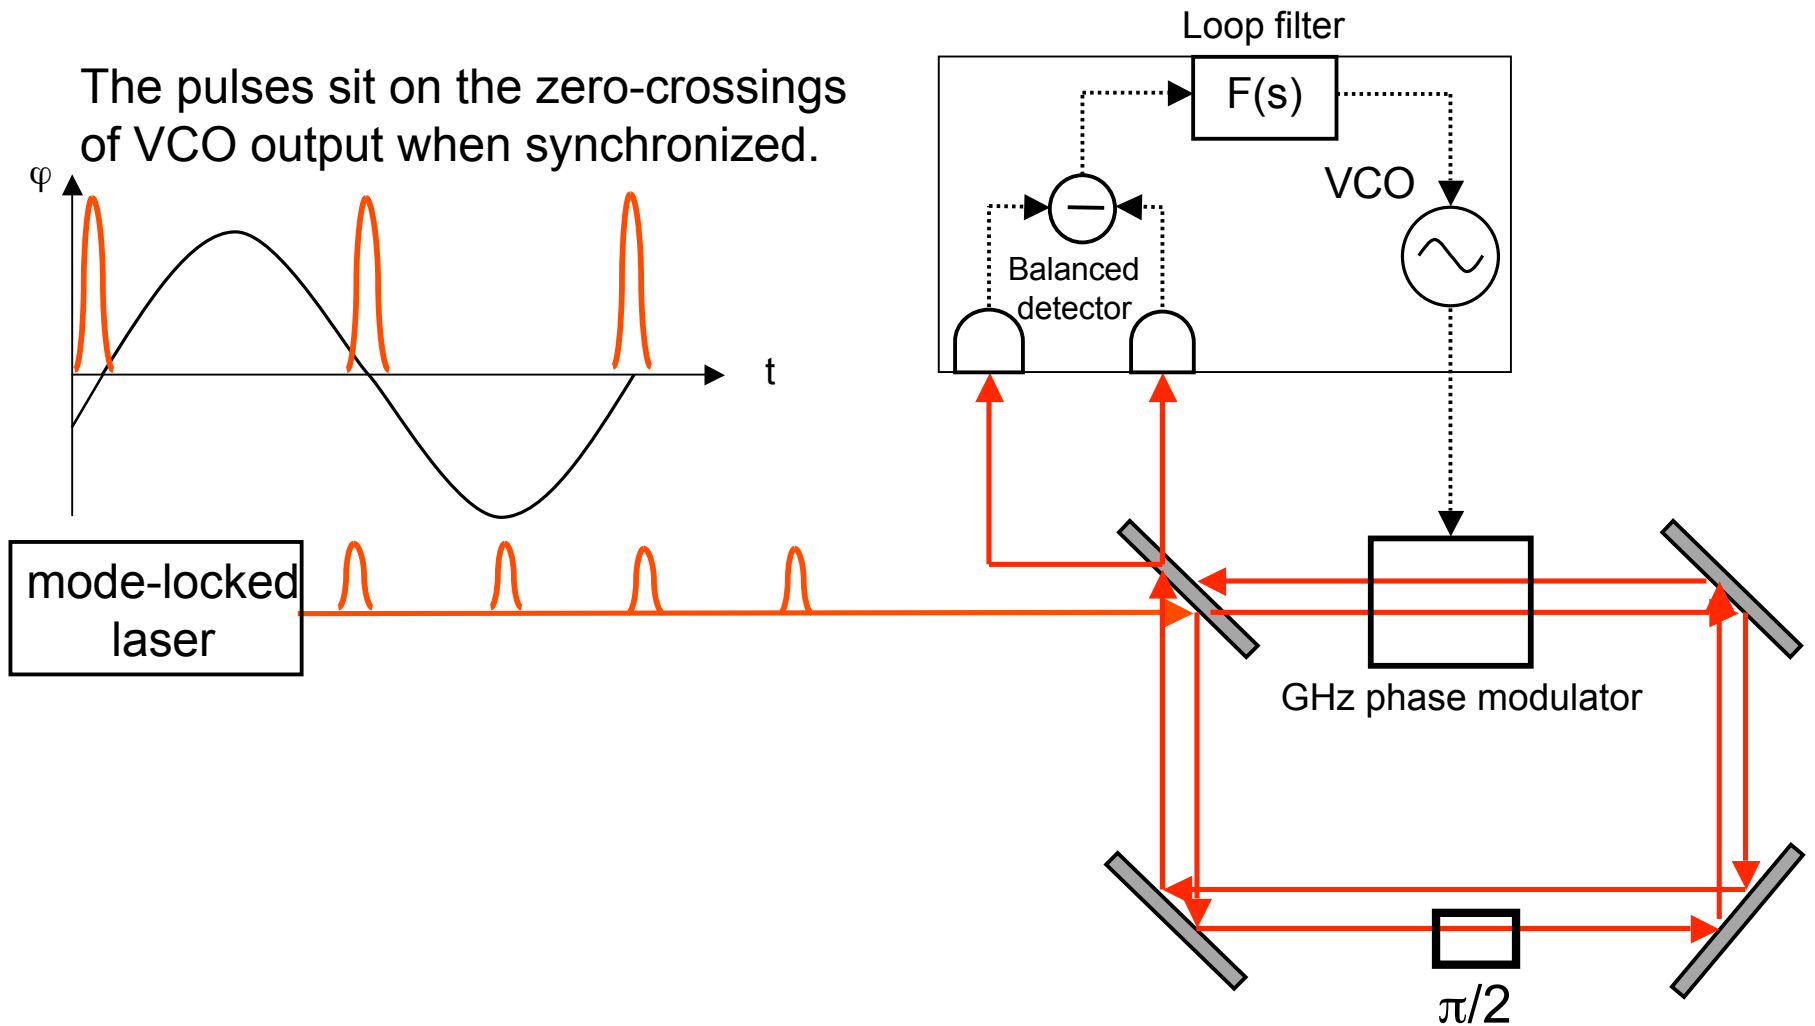 Loop filter
The pulses sit on the zero-crossings
of VCO output when synchronized.
F(s)
φ
VCO
Balanced
detector
t
mode-locked
laser
GHz phase modulator
π/2